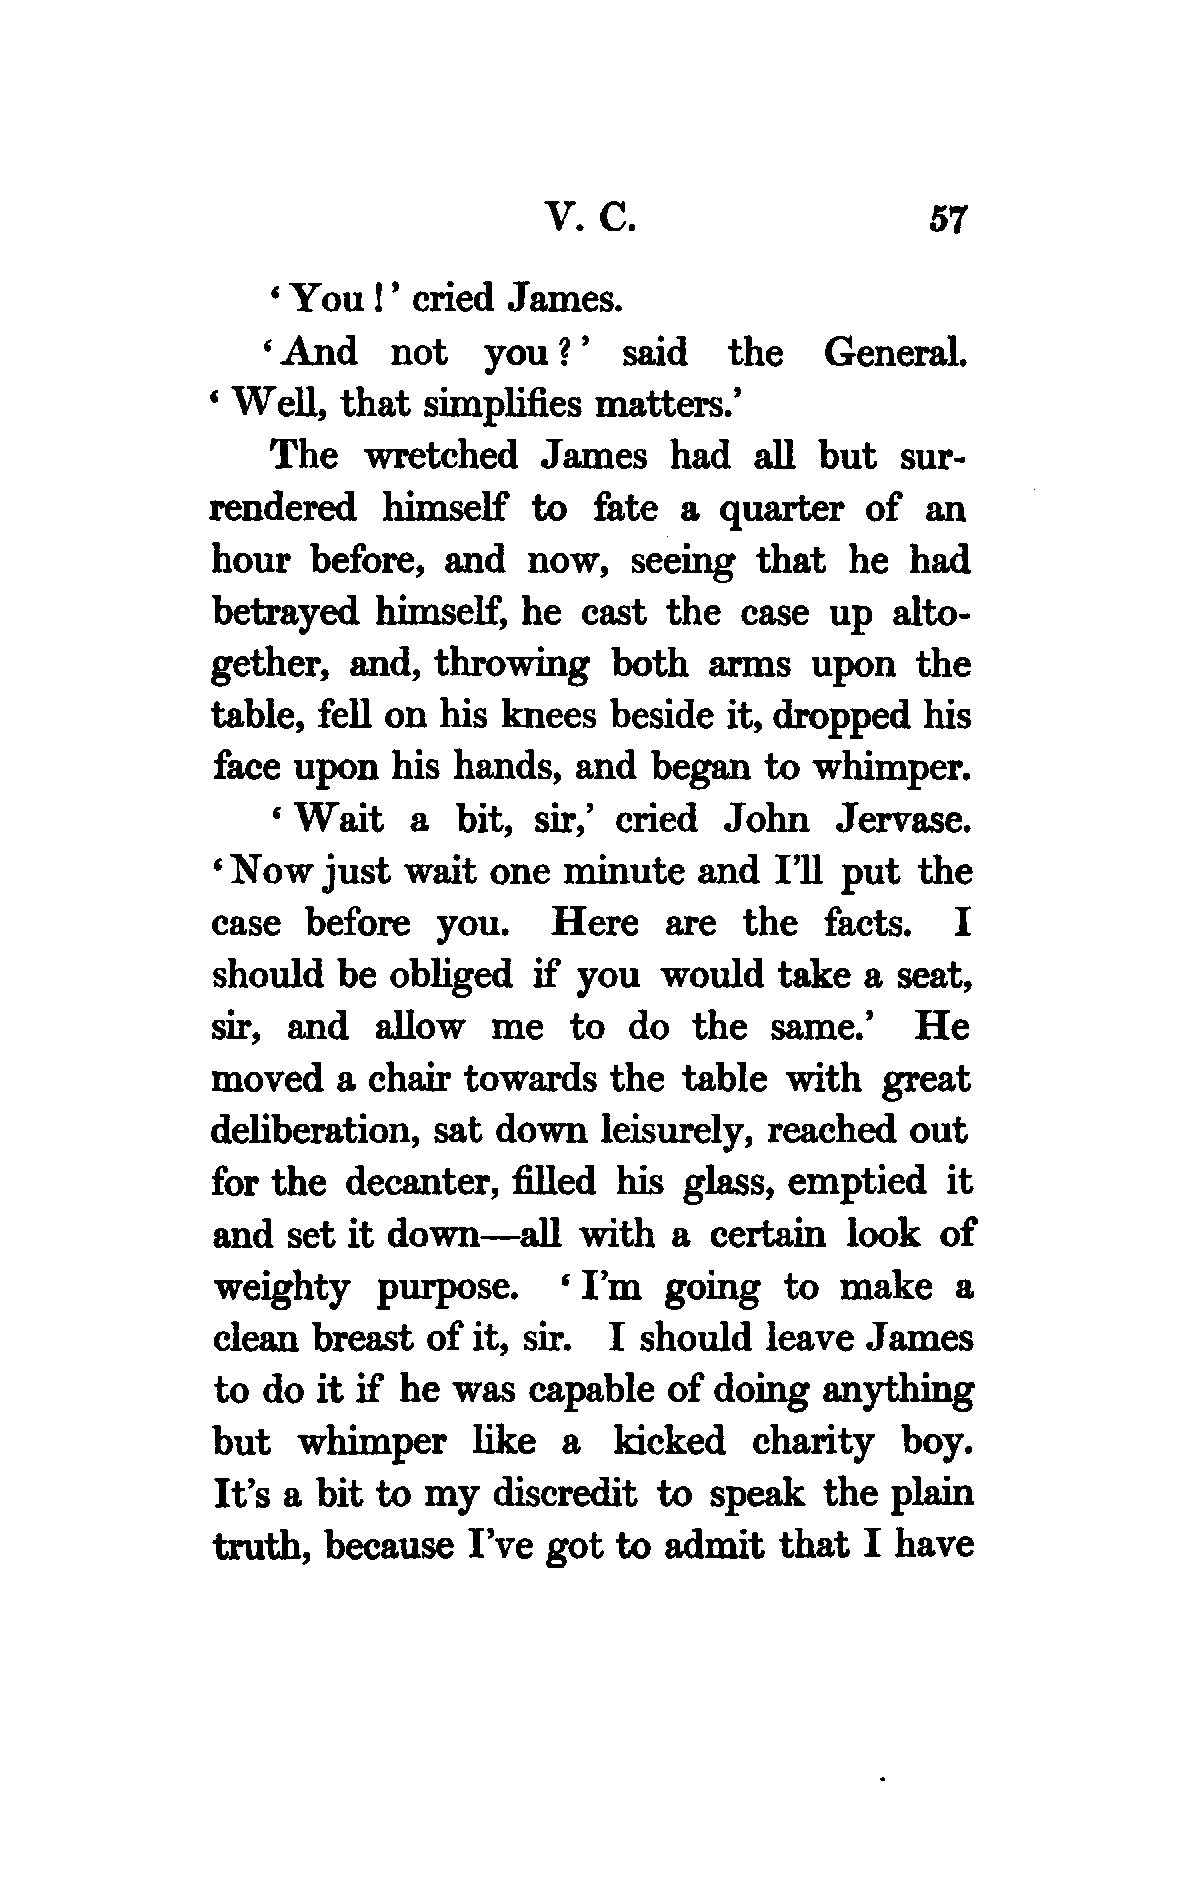 V. C. 57
‘You!’ cried James.
‘And not you?’ said the General.
‘Well, that simplifies matters.’
The wretched James had all but sur-
rendered himself to fate a quarter of an
hour before, and now, seeing that he had
betrayed himself, he cast the case up alto-
gether, and, throwing both arms upon the
table, fell on his knees beside it, dropped his
face upon his hands, and began to whimper.
‘Wait a bit, sir,’ cried John Jervase.
‘Now just wait one minute and I’ll put the
case before you. Here are the facts. I
should be obliged if you would take a seat,
sir, and allow me to do the same.’ He
moved a chair towards the table with great
deliberation, sat down leisurely, reached out
for the decanter, filled his glass, emptied it
and set it down—all with a certain look of
weighty purpose. ‘I’m going to make a
clean breast of it, sir. I should leave James
to do it if he was capable of doing anything
but whimper like a kicked charity boy.
It’s a bit to my discredit to speak the plain
truth, because I’ve got to admit that I have